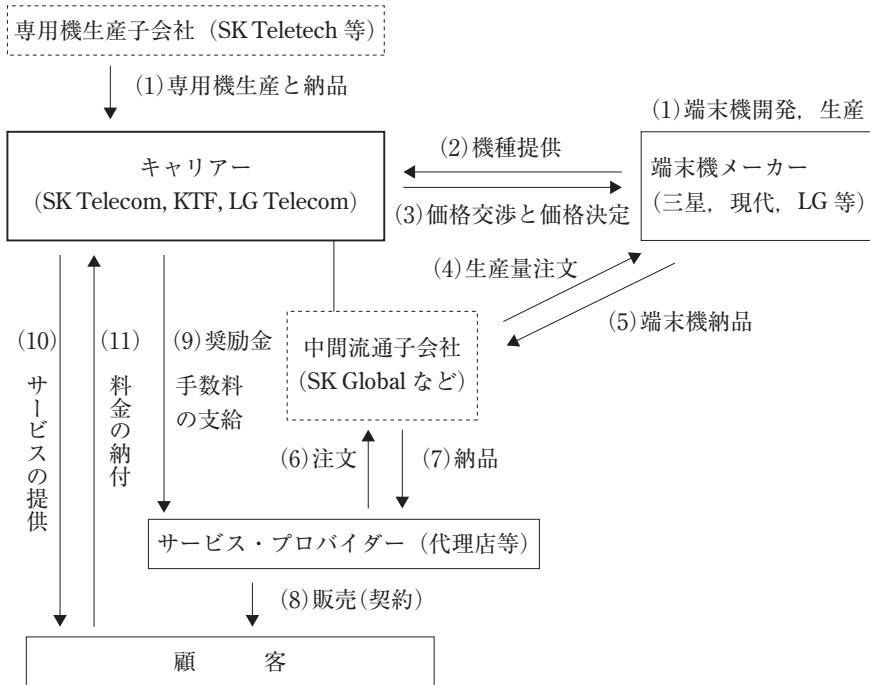 専用機生産子会社（SK Teletech 等）
(1)専用機生産と納品
(1)端末機開発，生産
キャリアー
(SK Telecom, KTF, LG Telecom)
(2)機種提供
(3)価格交渉と価格決定
端末機メーカー
(三星，現代，LG 等)
(4)生産量注文
(5)端末機納品
中間流通子会社
(SK Global など)
(9)奨励金
手数料
の支給
(10)
サービスの提供
(11)
料金の納付
(6)注文
(7)納品
サービス・プロバイダー（代理店等）
(8)販売(契約)
顧　　　客